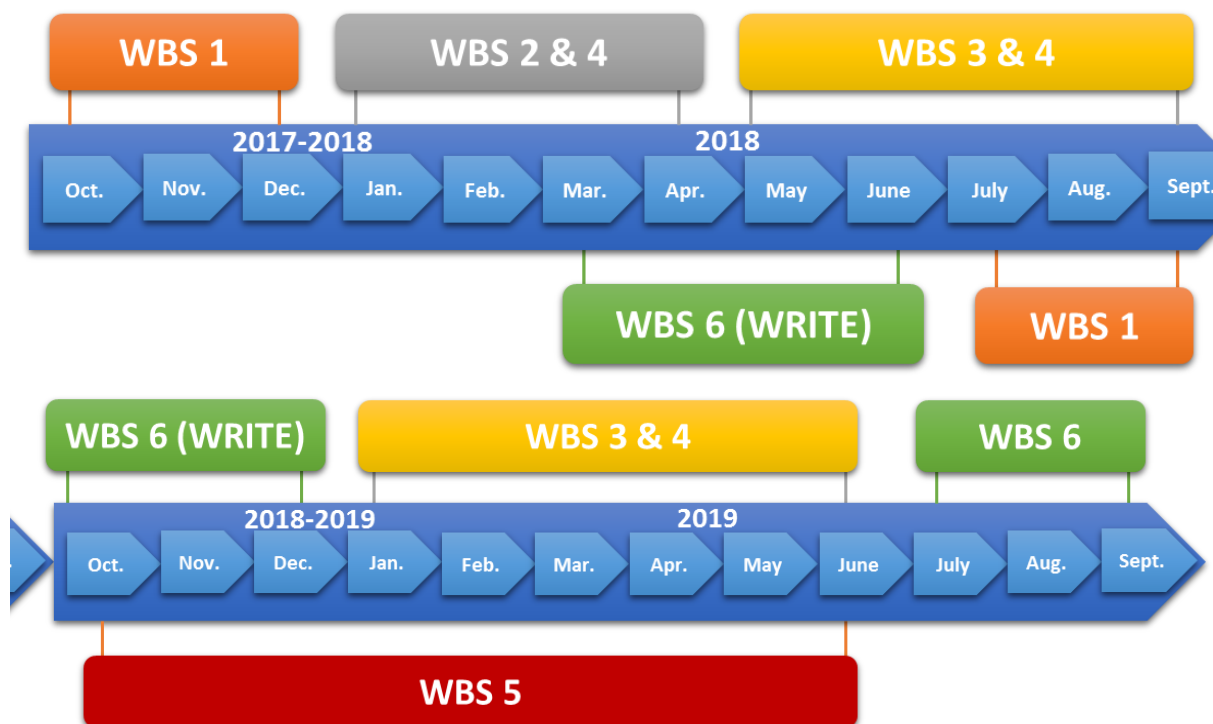 WBS 1
WBS 2 & 4
WBS 3 & 4
2017-2018
2018
Oct.
Nov.
Dec.
Jan.
Feb.
Mar.
Apr.
May
June
July
Aug.
Sept.
WBS 6 (WRITE)
WBS 1
WBS 6 (WRITE)
WBS 3 & 4
WBS 6
2018-2019
2019
Oct.
Nov.
Dec.
Jan.
Feb.
Mar.
Apr.
May
June
July
Aug.
Sept.
WBS 5